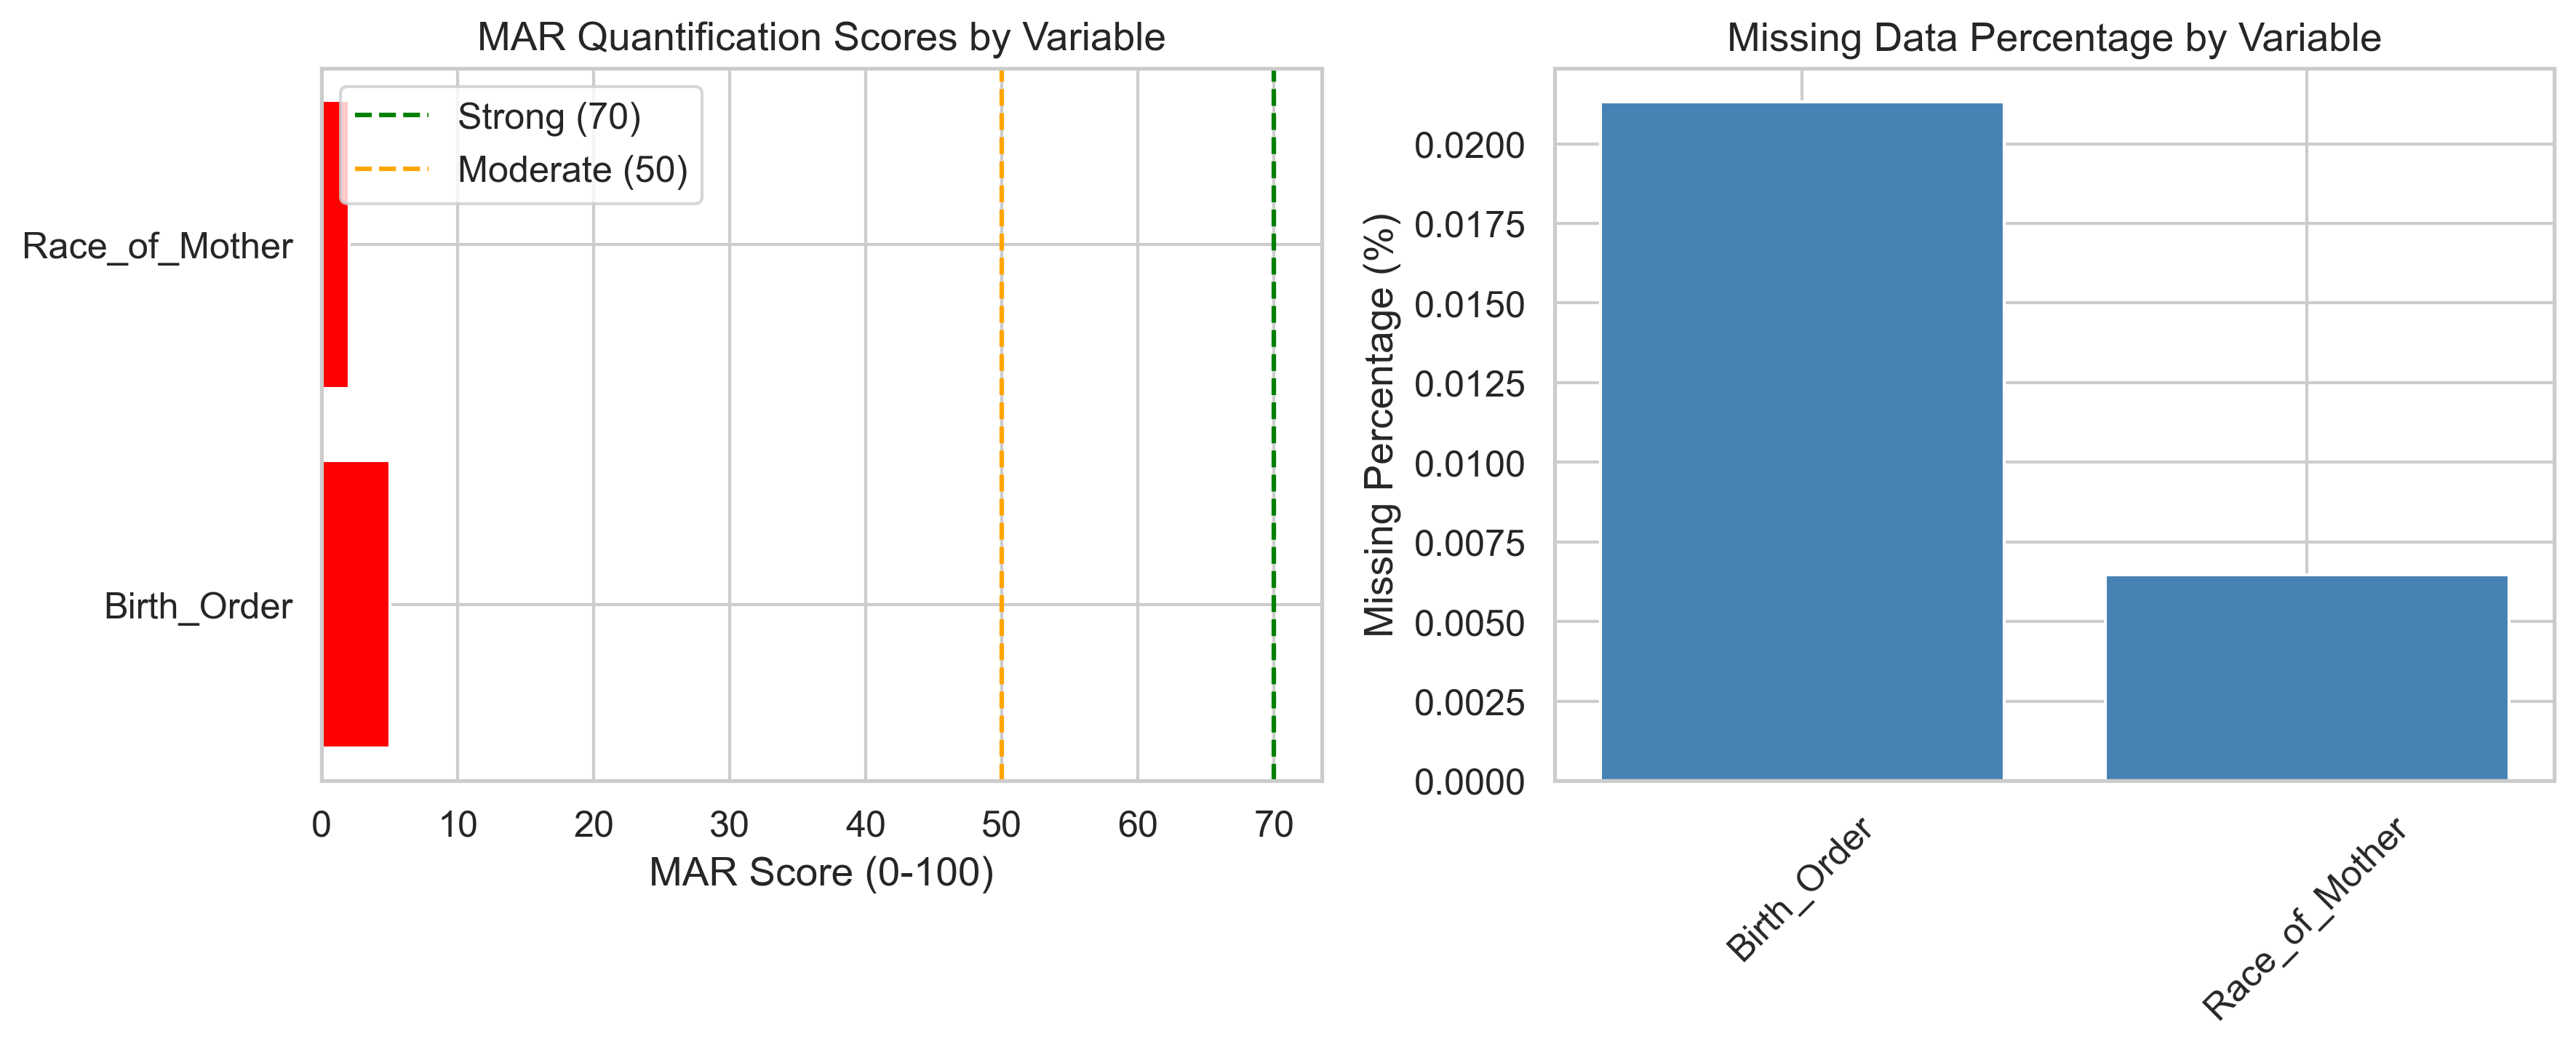 MAR Quantification Scores by Variable
Strong (70)
Moderate (50)
Race_of_Mother
Birth_Order
0 10 20 30 40 50 60 70
MAR Score (0-100)
Missing Data Percentage by Variable
Missing Percentage (%)
0.0200
0.0175
0.0150
0.0125
0.0100
0.0075
0.0050
0.0025
0.0000
Birth_Order
Race_of_Mother